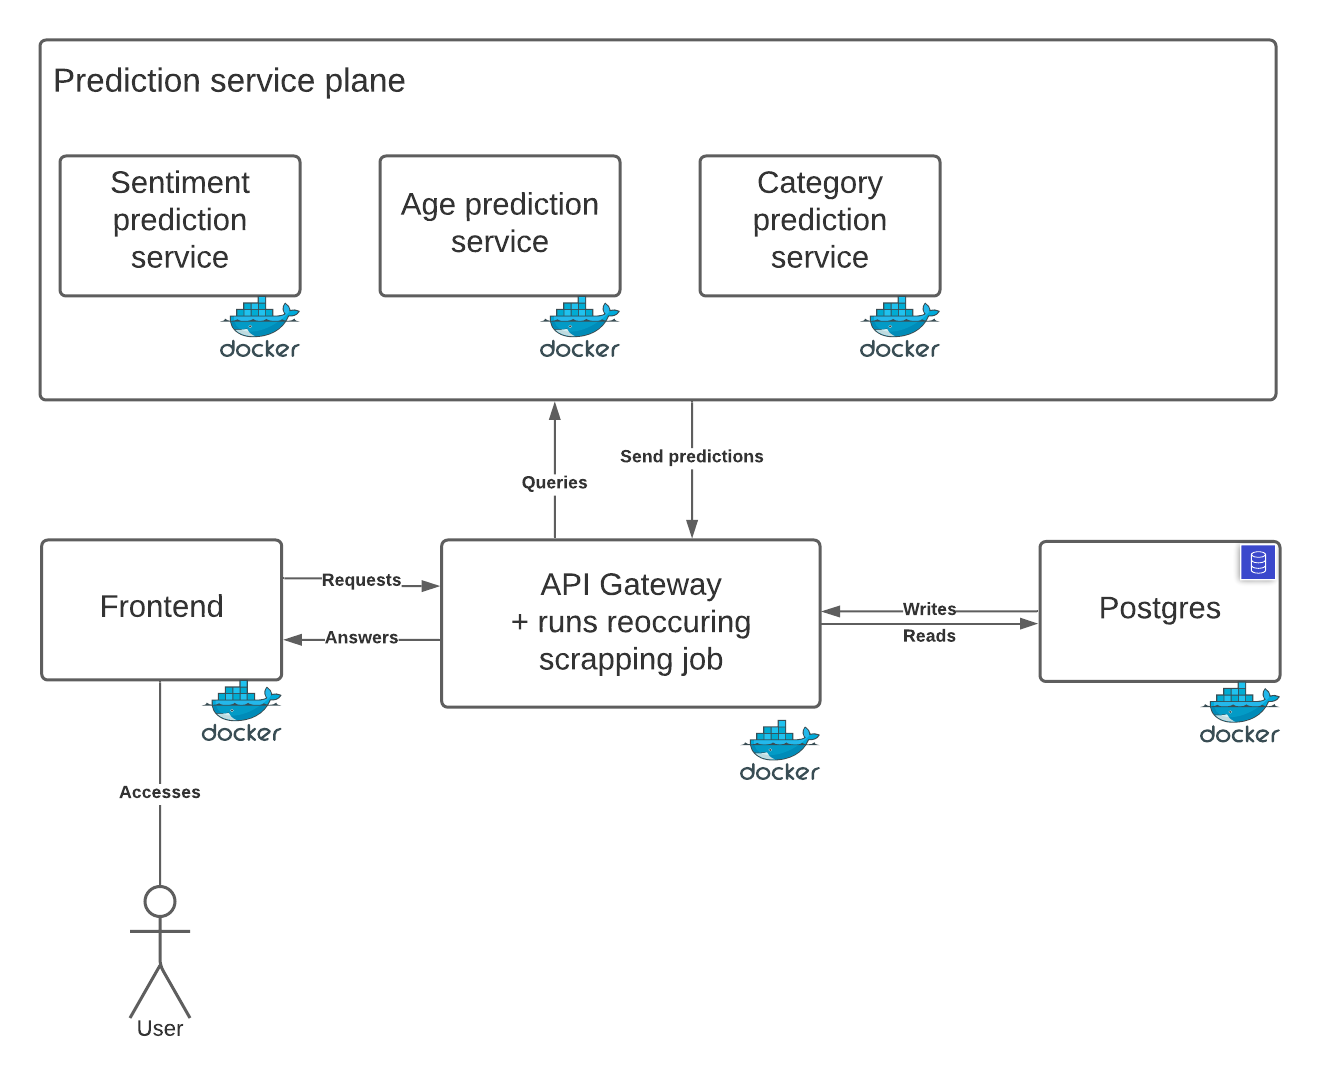 Prediction service plane
Sentiment
prediction
service
Age prediction
service
Category
prediction
service
docker
docker
docker
Send predictions
Queries
Frontend
Requests
Answers
API Gateway
+ runs reoccuring
scrapping job
Writes
Reads
Postgres
docker
docker
docker
Accesses
User